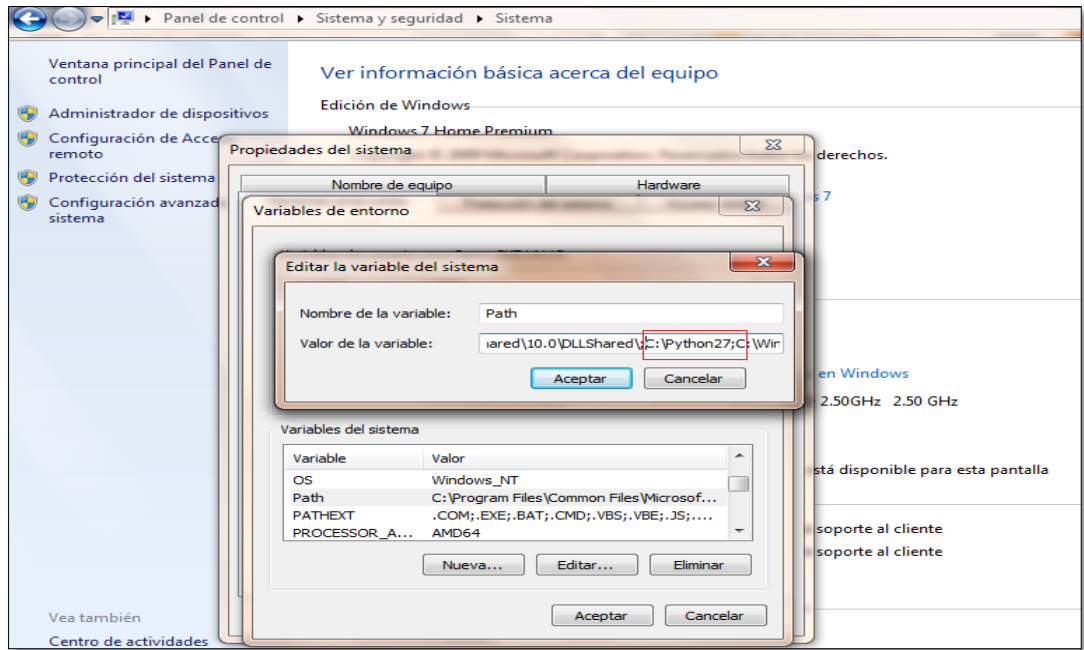 Panel de control ▸ Sistema y seguridad ▸ Sistema
Ventana principal del Panel de
control
Administrador de dispositivos
Configuración de Acce
remoto
Protección del sistema
Configuración avanzad
sistema
Vea también
Centro de actividades
Ver información básica acerca del equipo
Edición de Windows
Windows 7 Home Premium
derechos.
s 7
en Windows
2.50GHz 2.50 GHz
stá disponible para esta pantalla
soporte al cliente
soporte al cliente
Propiedades del sistema
Nombre de equipo
Hardware
Variables de entorno
Editar la variable del sistema
Nombre de la variable: Path
Valor de la variable: ared\10.0\DLLShared\;C:\Python27;C:\Win
Aceptar Cancelar
Variables del sistema
Variable Valor
OS Windows_NT
Path C:\Program Files\Common Files\Microsof...
PATHEXT .COM;.EXE;.BAT;.CMD;.VBS;.VBE;.JS;....
PROCESSOR_A... AMD64
Nueva... Editar... Eliminar
Aceptar Cancelar